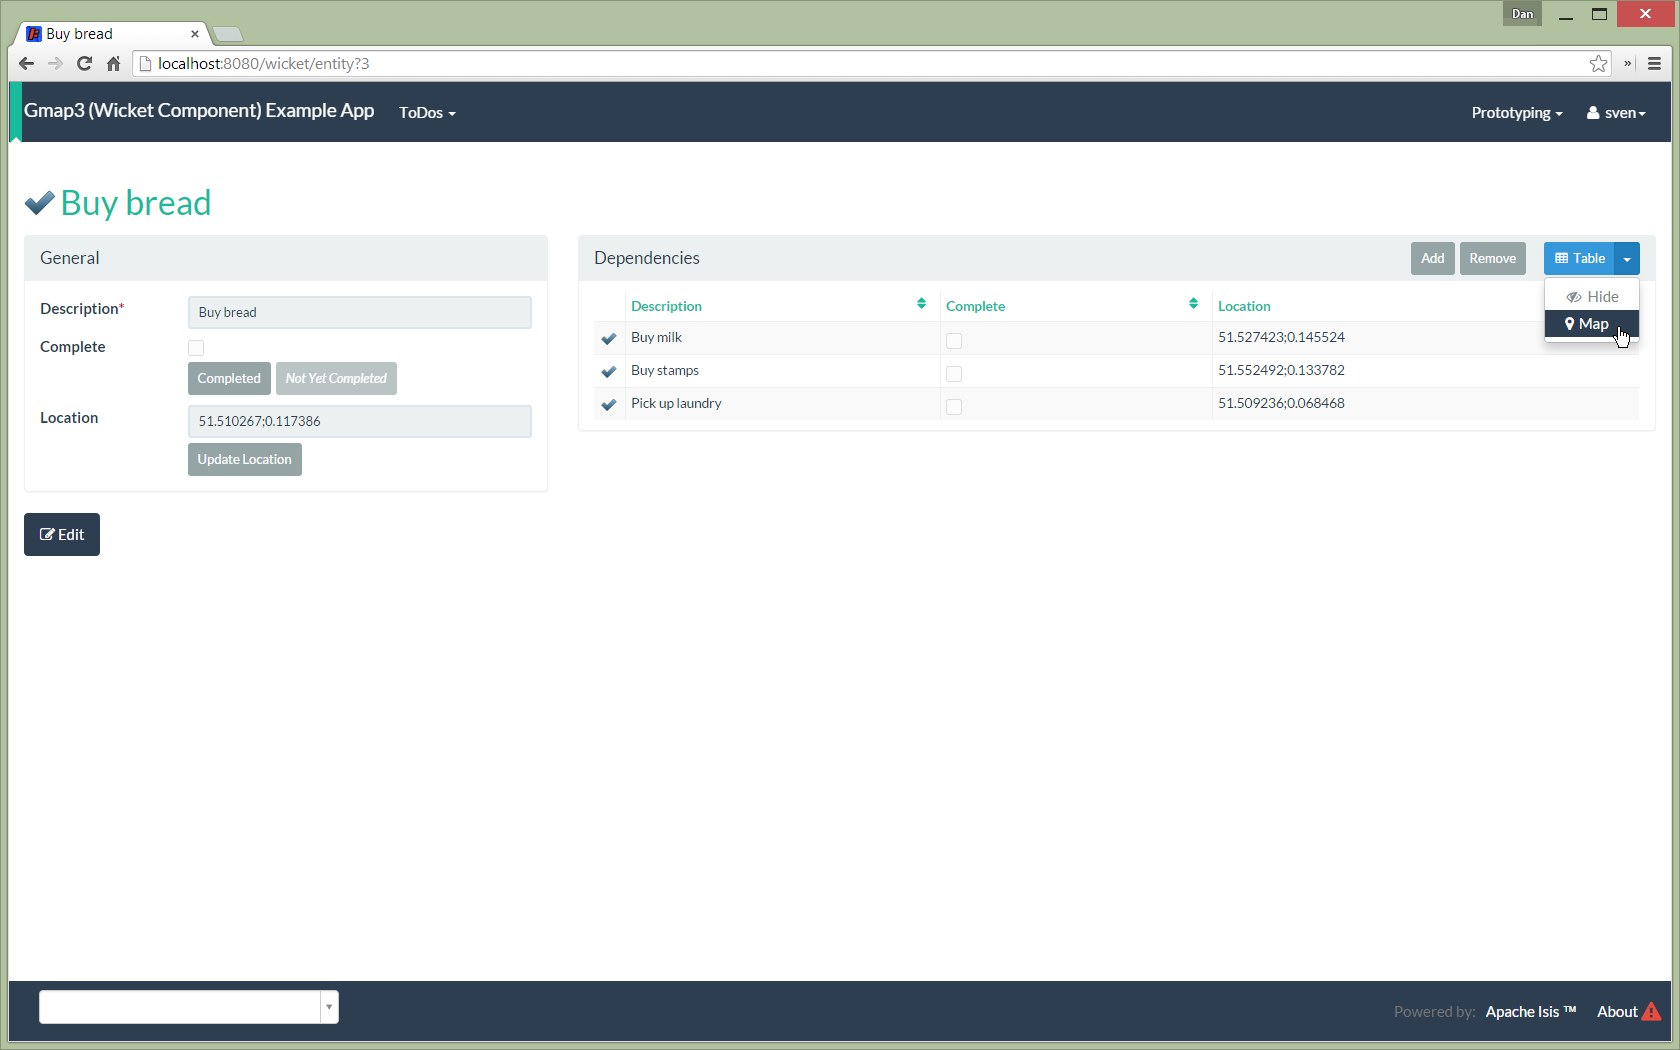 Dan
Buy bread
localhost:8080/wicket/entity?3
Gmap3 (Wicket Component) Example App ToDos Prototyping sven
Buy bread
General
Description*
Buy bread
Complete
Completed Not Yet Completed
Location
51.510267;0.117386
Update Location
Edit
Dependencies Add Remove Table
Hide
Map
Description Complete Location
Buy milk 51.527423;0.145524
Buy stamps 51.552492;0.133782
Pick up laundry 51.509236;0.068468
Powered by: Apache Isis ™ About